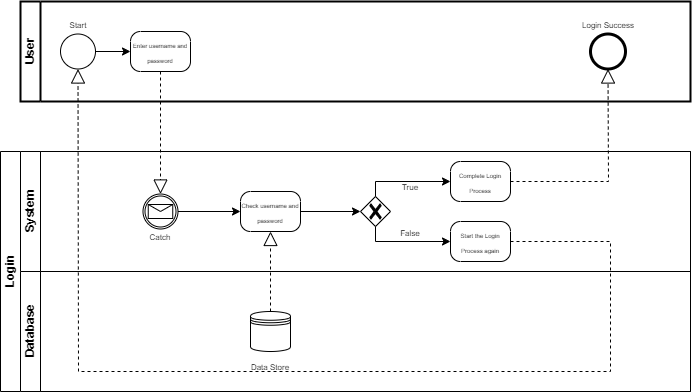 User
Start
Enter username and
password
Login Success
Login
System
Catch
Check username and
password
True
False
Complete Login
Process
Start the Login
Process again
Database
Data Store